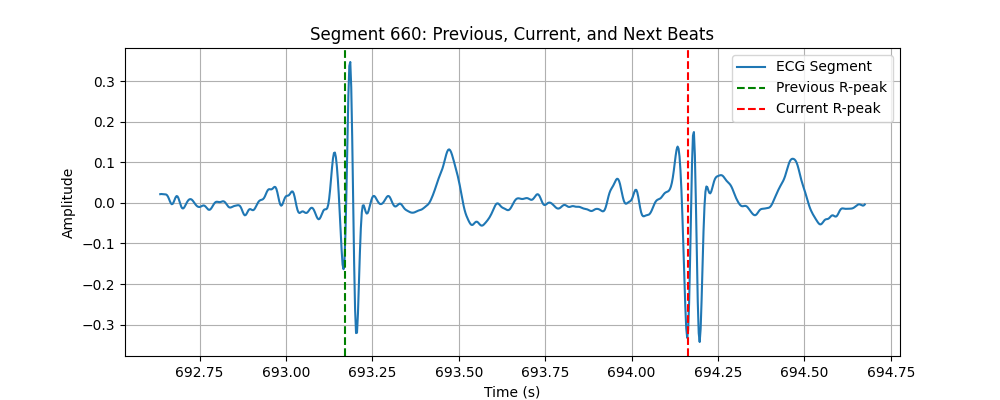 Segment 660: Previous, Current, and Next Beats
ECG Segment
Previous R-peak
Current R-peak
Amplitude
0.3
0.2
0.1
0.0
−0.1
−0.2
−0.3
692.75 693.00 693.25 693.50 693.75 694.00 694.25 694.50 694.75
Time (s)